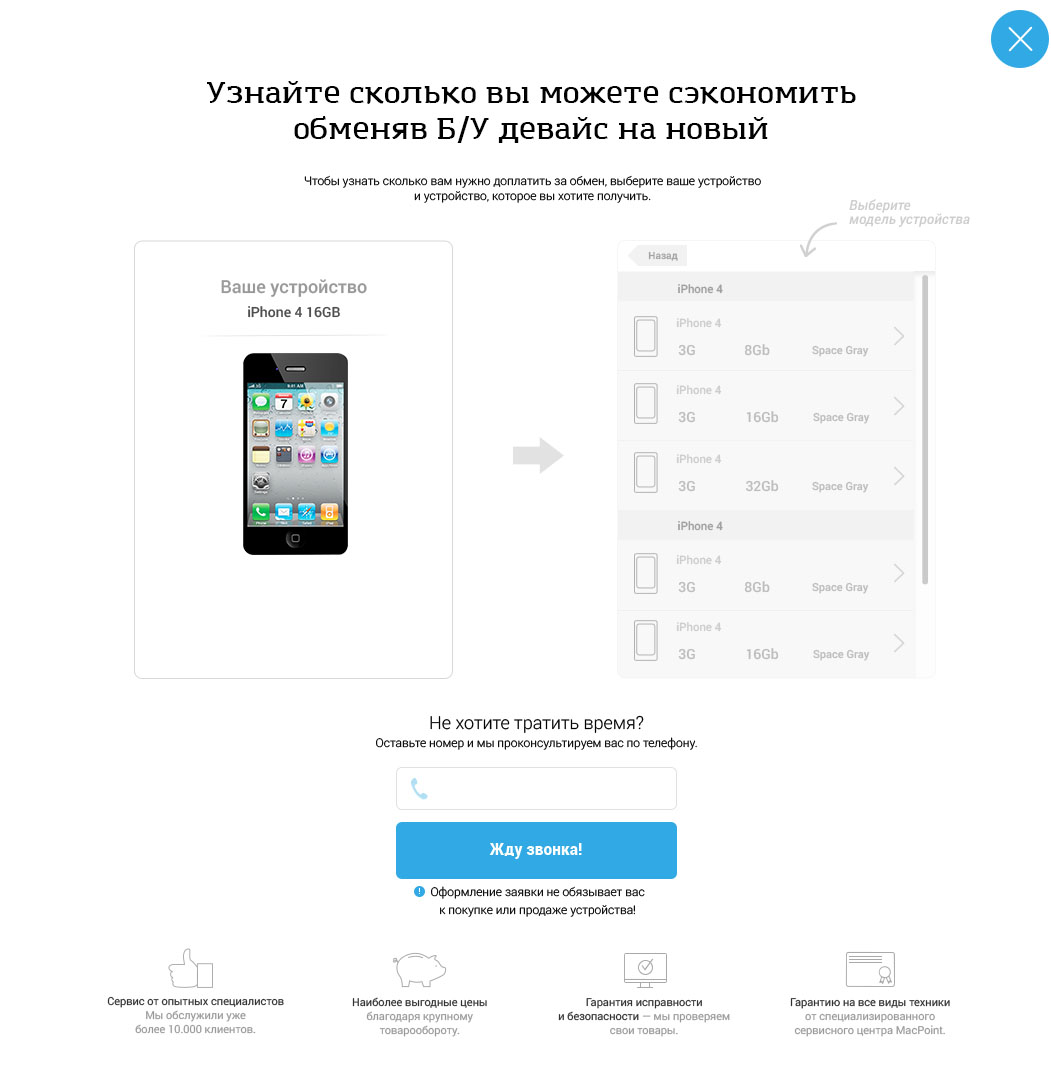 Узнайте сколько вы можете сэкономить
обменяв Б/У девайс на новый
Чтобы узнать сколько вам нужно доплатить за обмен, выберите ваше устройство
и устройство, которое вы хотите получить.
Выберите
модель устройства
Ваше устройство
iPhone 4 16GB
9:41 AM
7
Назад
iPhone 4
iPhone 4
3G 8Gb Space Gray
iPhone 4
3G 16Gb Space Gray
iPhone 4
3G 32Gb Space Gray
iPhone 4
iPhone 4
3G 8Gb Space Gray
iPhone 4
3G 16Gb Space Gray
Не хотите тратить время?
Оставьте номер и мы проконсультируем вас по телефону.
Жду звонка!
Оформление заявки не обязывает вас
к покупке или продаже устройства!
Сервис от опытных специалистов
Мы обслужили уже
более 10.000 клиентов.
Наиболее выгодные цены
благодаря крупному
товарообороту.
Гарантия исправности
и безопасности — мы проверяем
свои товары.
Гарантию на все виды техники
от специализированного
сервисного центра MacPoint.